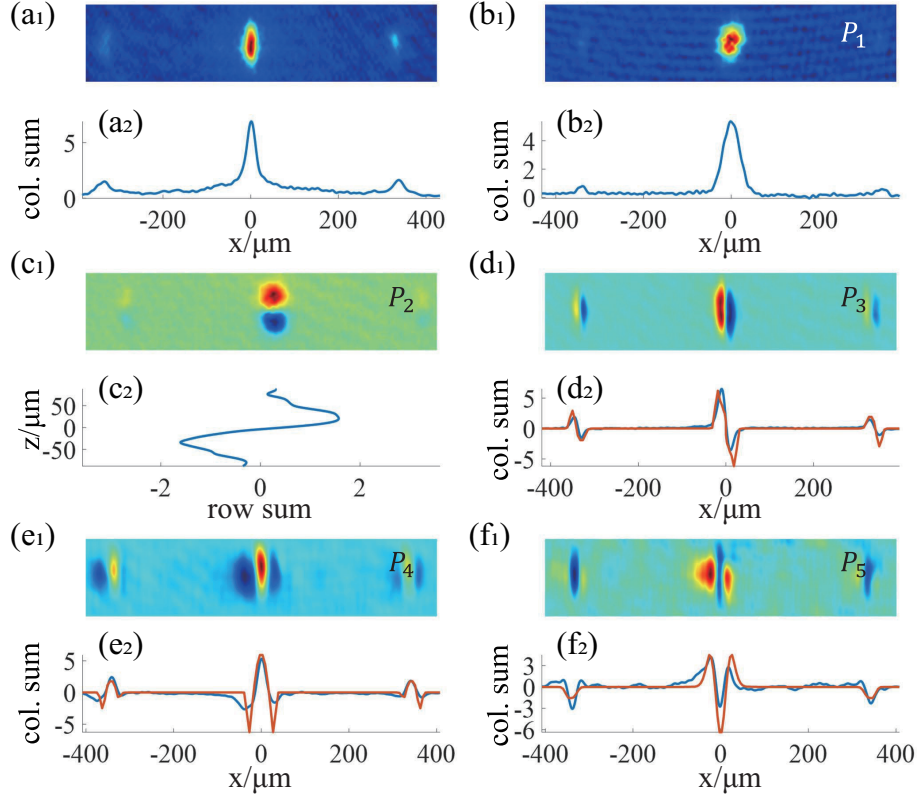 (a₁)
(b₁)
P₁
(a₂)
(b₂)
col. sum
5
0
-200 0 200 400
x/μm
col. sum
4
2
0
-400 -200 0 200
x/μm
(c₁)
(d₁)
P₂
P₃
(c₂)
(d₂)
z/μm
50
0
-50
-2 0 2
row sum
col. sum
5
0
-5
-400 -200 0 200
x/μm
(e₁)
(f₁)
P₄
P₅
(e₂)
(f₂)
col. sum
5
0
-5
-400 -200 0 200 400
x/μm
col. sum
3
0
-3
-6
-400 -200 0 200 400
x/μm